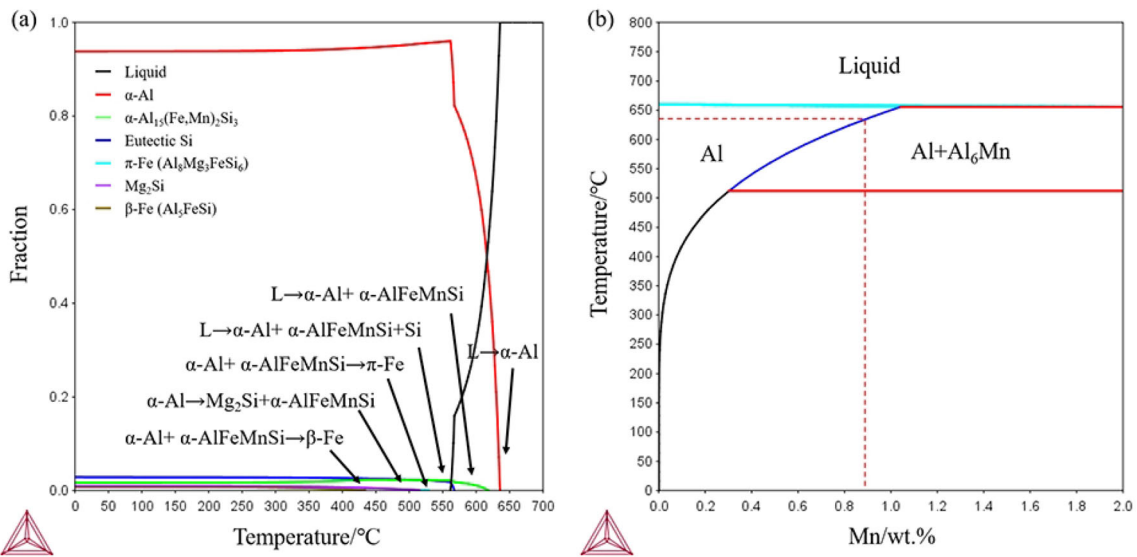 (a)
1.0
0.8
0.6
0.4
0.2
0.0
Fraction
Liquid
α-Al
α-Al₁₅(Fe,Mn)₂Si₃
Eutectic Si
π-Fe (Al₈Mg₃FeSi₆)
Mg₂Si
β-Fe (Al₅FeSi)
L→α-Al+ α-AlFeMnSi
L→α-Al+ α-AlFeMnSi+Si
L→α-Al
α-Al+ α-AlFeMnSi→π-Fe
α-Al→Mg₂Si+α-AlFeMnSi
α-Al+ α-AlFeMnSi→β-Fe
0 50 100 150 200 250 300 350 400 450 500 550 600 650 700
Temperature/°C
(b)
800
750
700
650
600
550
500
450
400
350
300
250
200
150
100
50
0
Temperature/°C
Liquid
Al
Al+Al₆Mn
0.0 0.2 0.4 0.6 0.8 1.0 1.2 1.4 1.6 1.8 2.0
Mn/wt.%